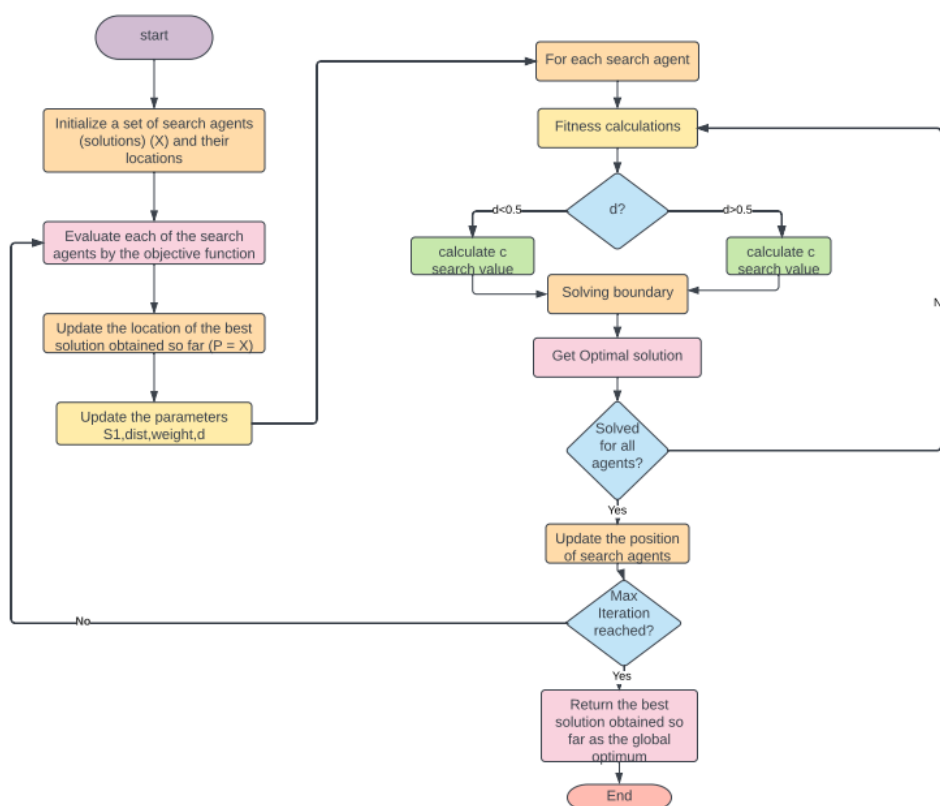 start
Initialize a set of search agents
(solutions) (X) and their
locations
Evaluate each of the search
agents by the objective function
Update the location of the best
solution obtained so far (P = X)
Update the parameters
S1,dist,weight,d
For each search agent
Fitness calculations
d?
d<0.5
d>0.5
calculate c
search value
calculate c
search value
Solving boundary
Get Optimal solution
Solved
for all
agents?
Yes
Update the position
of search agents
Max
Iteration
reached?
No
Yes
Return the best
solution obtained so
far as the global
optimum
End